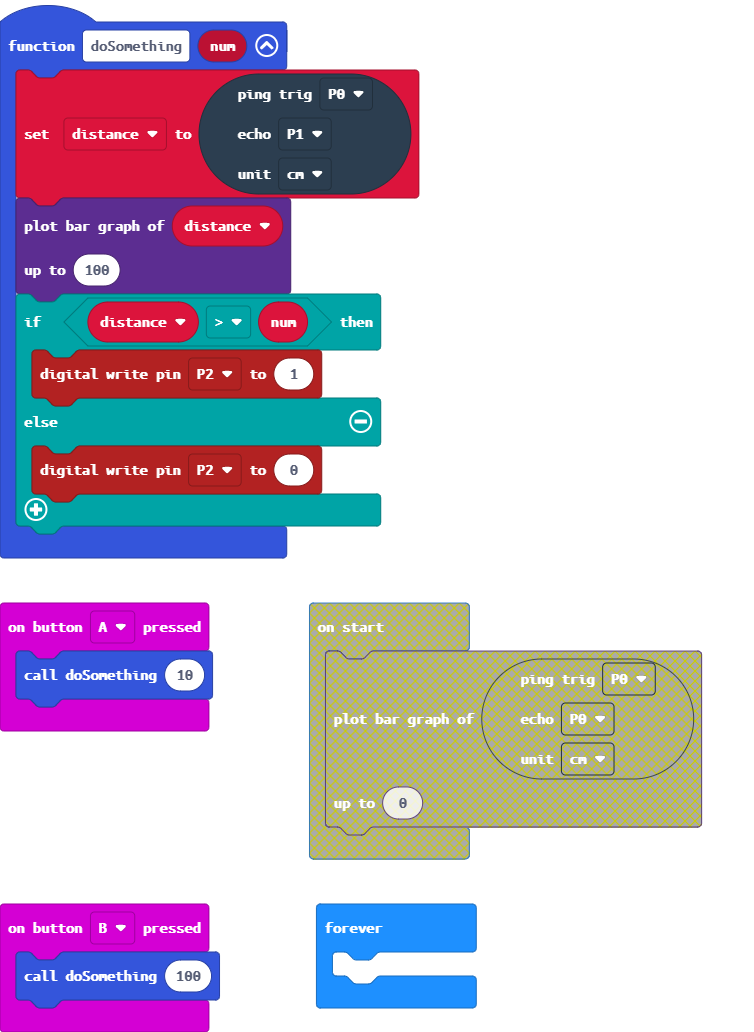 function doSomething num
ping trig P0
set distance to echo P1
unit cm
plot bar graph of distance
up to 100
if distance > num then
digital write pin P2 to 1
else
digital write pin P2 to 0
on button A pressed
call doSomething 10
on start
ping trig P0
plot bar graph of echo P0
unit cm
up to 0
on button B pressed
call doSomething 100
forever